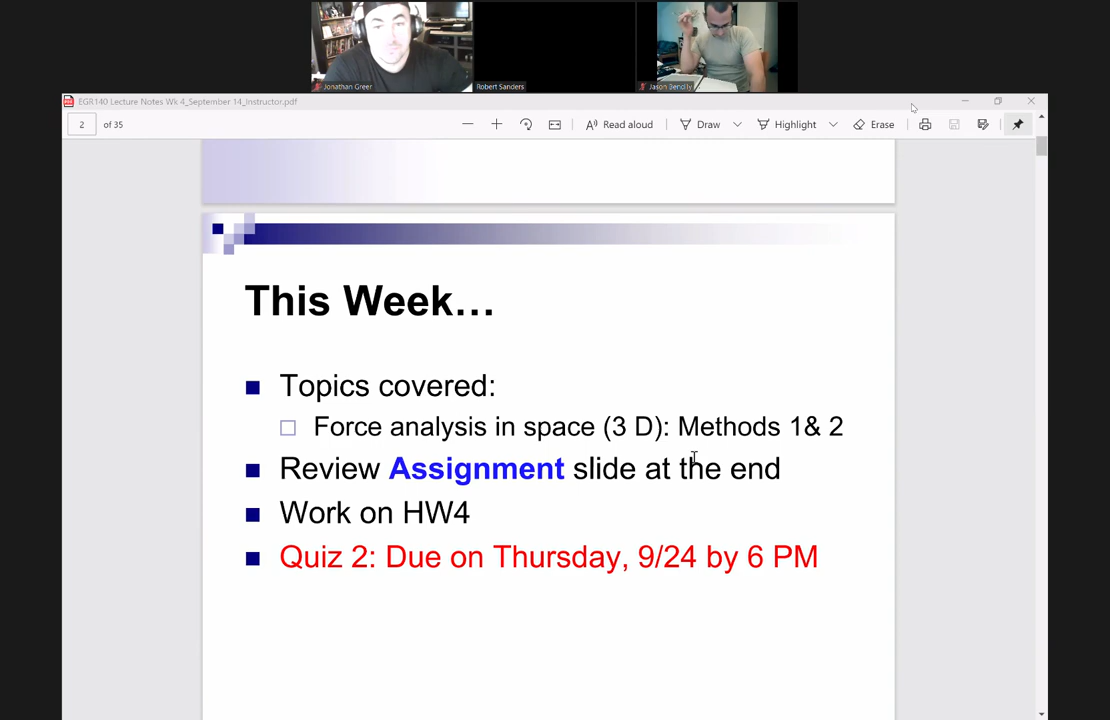 Jonathan Greer
Robert Sanders
Jason Bendily
EGR140 Lecture Notes Wk 4_September 14_Instructor.pdf
2 of 35
Read aloud
Draw
Highlight
Erase
This Week...
Topics covered:
Force analysis in space (3 D): Methods 1& 2
Review Assignment slide at the end
Work on HW4
Quiz 2: Due on Thursday, 9/24 by 6 PM